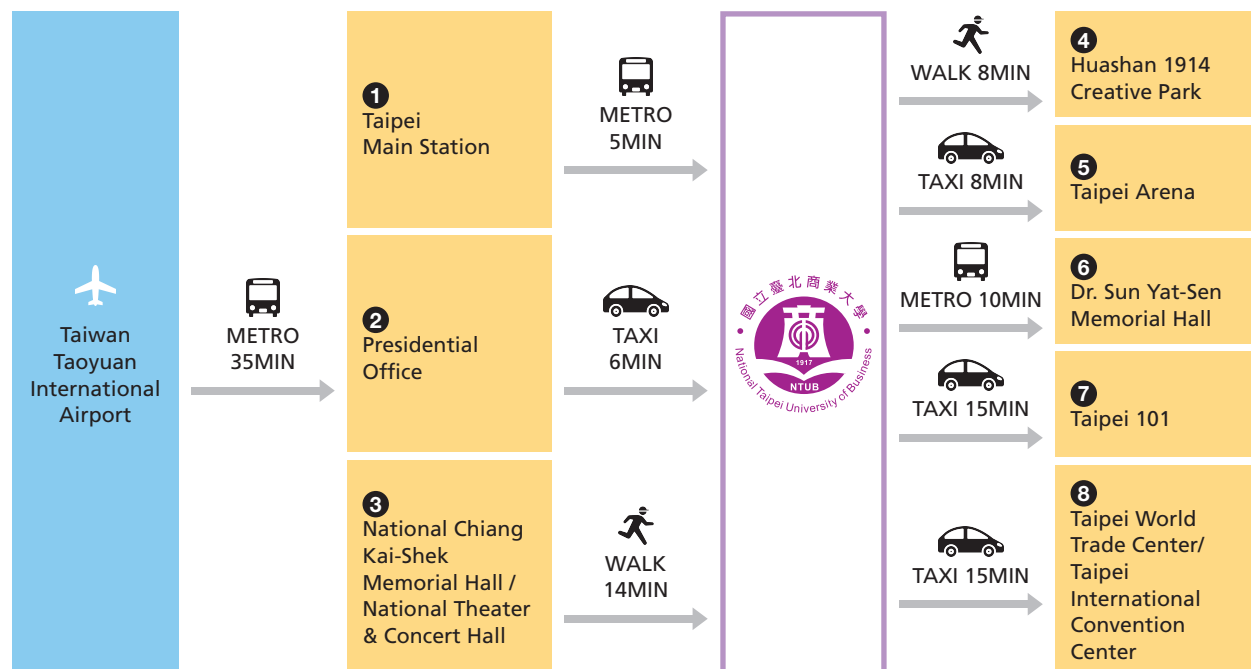 Taiwan
Taoyuan
International
Airport
METRO
35MIN
1
Taipei
Main Station
2
Presidential
Office
3
National Chiang
Kai-Shek
Memorial Hall /
National Theater
& Concert Hall
METRO
5MIN
TAXI
6MIN
WALK
14MIN
國立臺北商業大學
1917
NTUB
National Taipei University of Business
WALK 8MIN
TAXI 8MIN
METRO 10MIN
TAXI 15MIN
TAXI 15MIN
4
Huashan 1914
Creative Park
5
Taipei Arena
6
Dr. Sun Yat-Sen
Memorial Hall
7
Taipei 101
8
Taipei World
Trade Center/
Taipei
International
Convention
Center